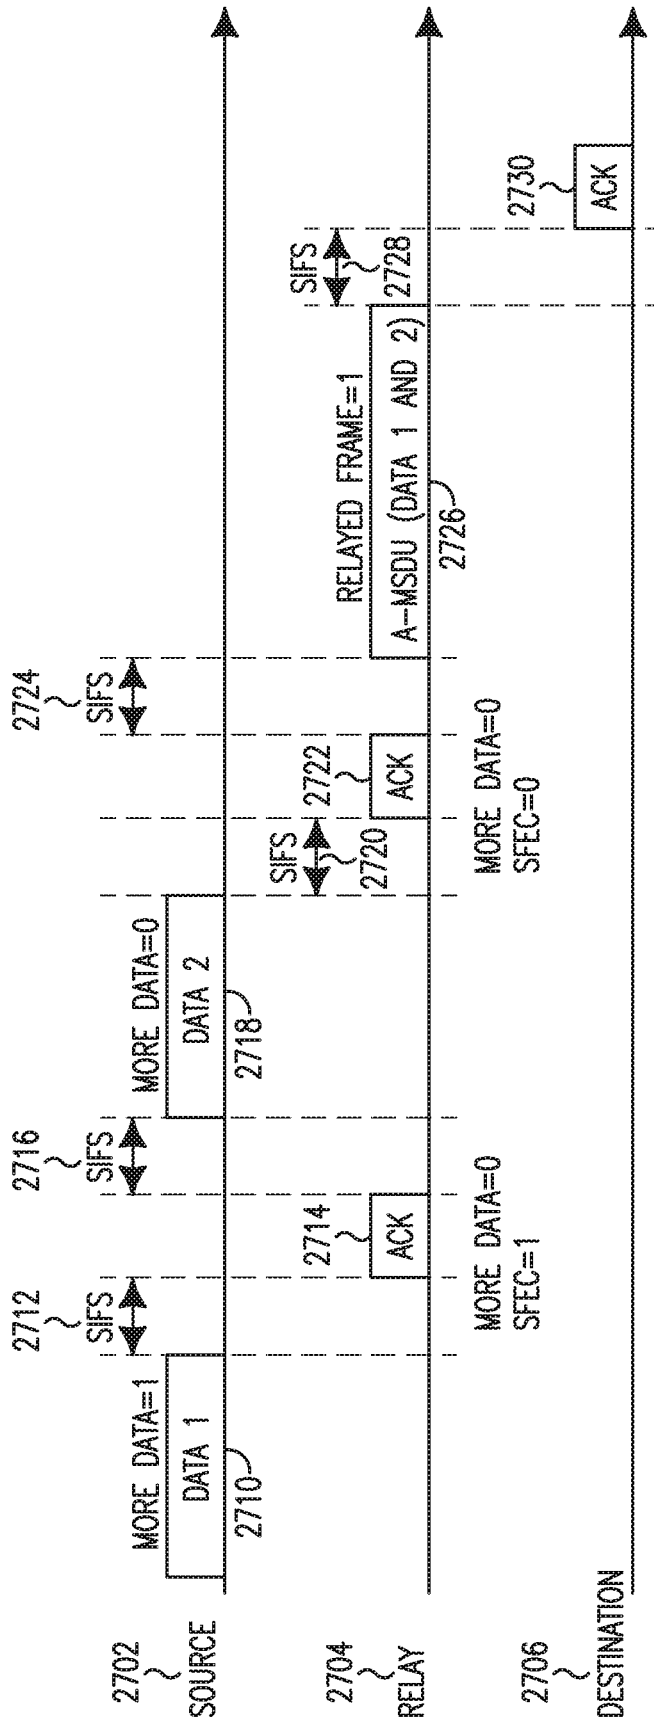 2702
SOURCE
MORE DATA=1
DATA 1
2710
2712
SIFS
2716
SIFS
MORE DATA=0
DATA 2
2718
2724
SIFS
2704
RELAY
2714
ACK
MORE DATA=0
SFEC=1
SIFS
2720
2722
ACK
MORE DATA=0
SFEC=0
RELAYED FRAME=1
A-MSDU (DATA 1 AND 2)
2726
SIFS
2728
2706
DESTINATION
2730
ACK